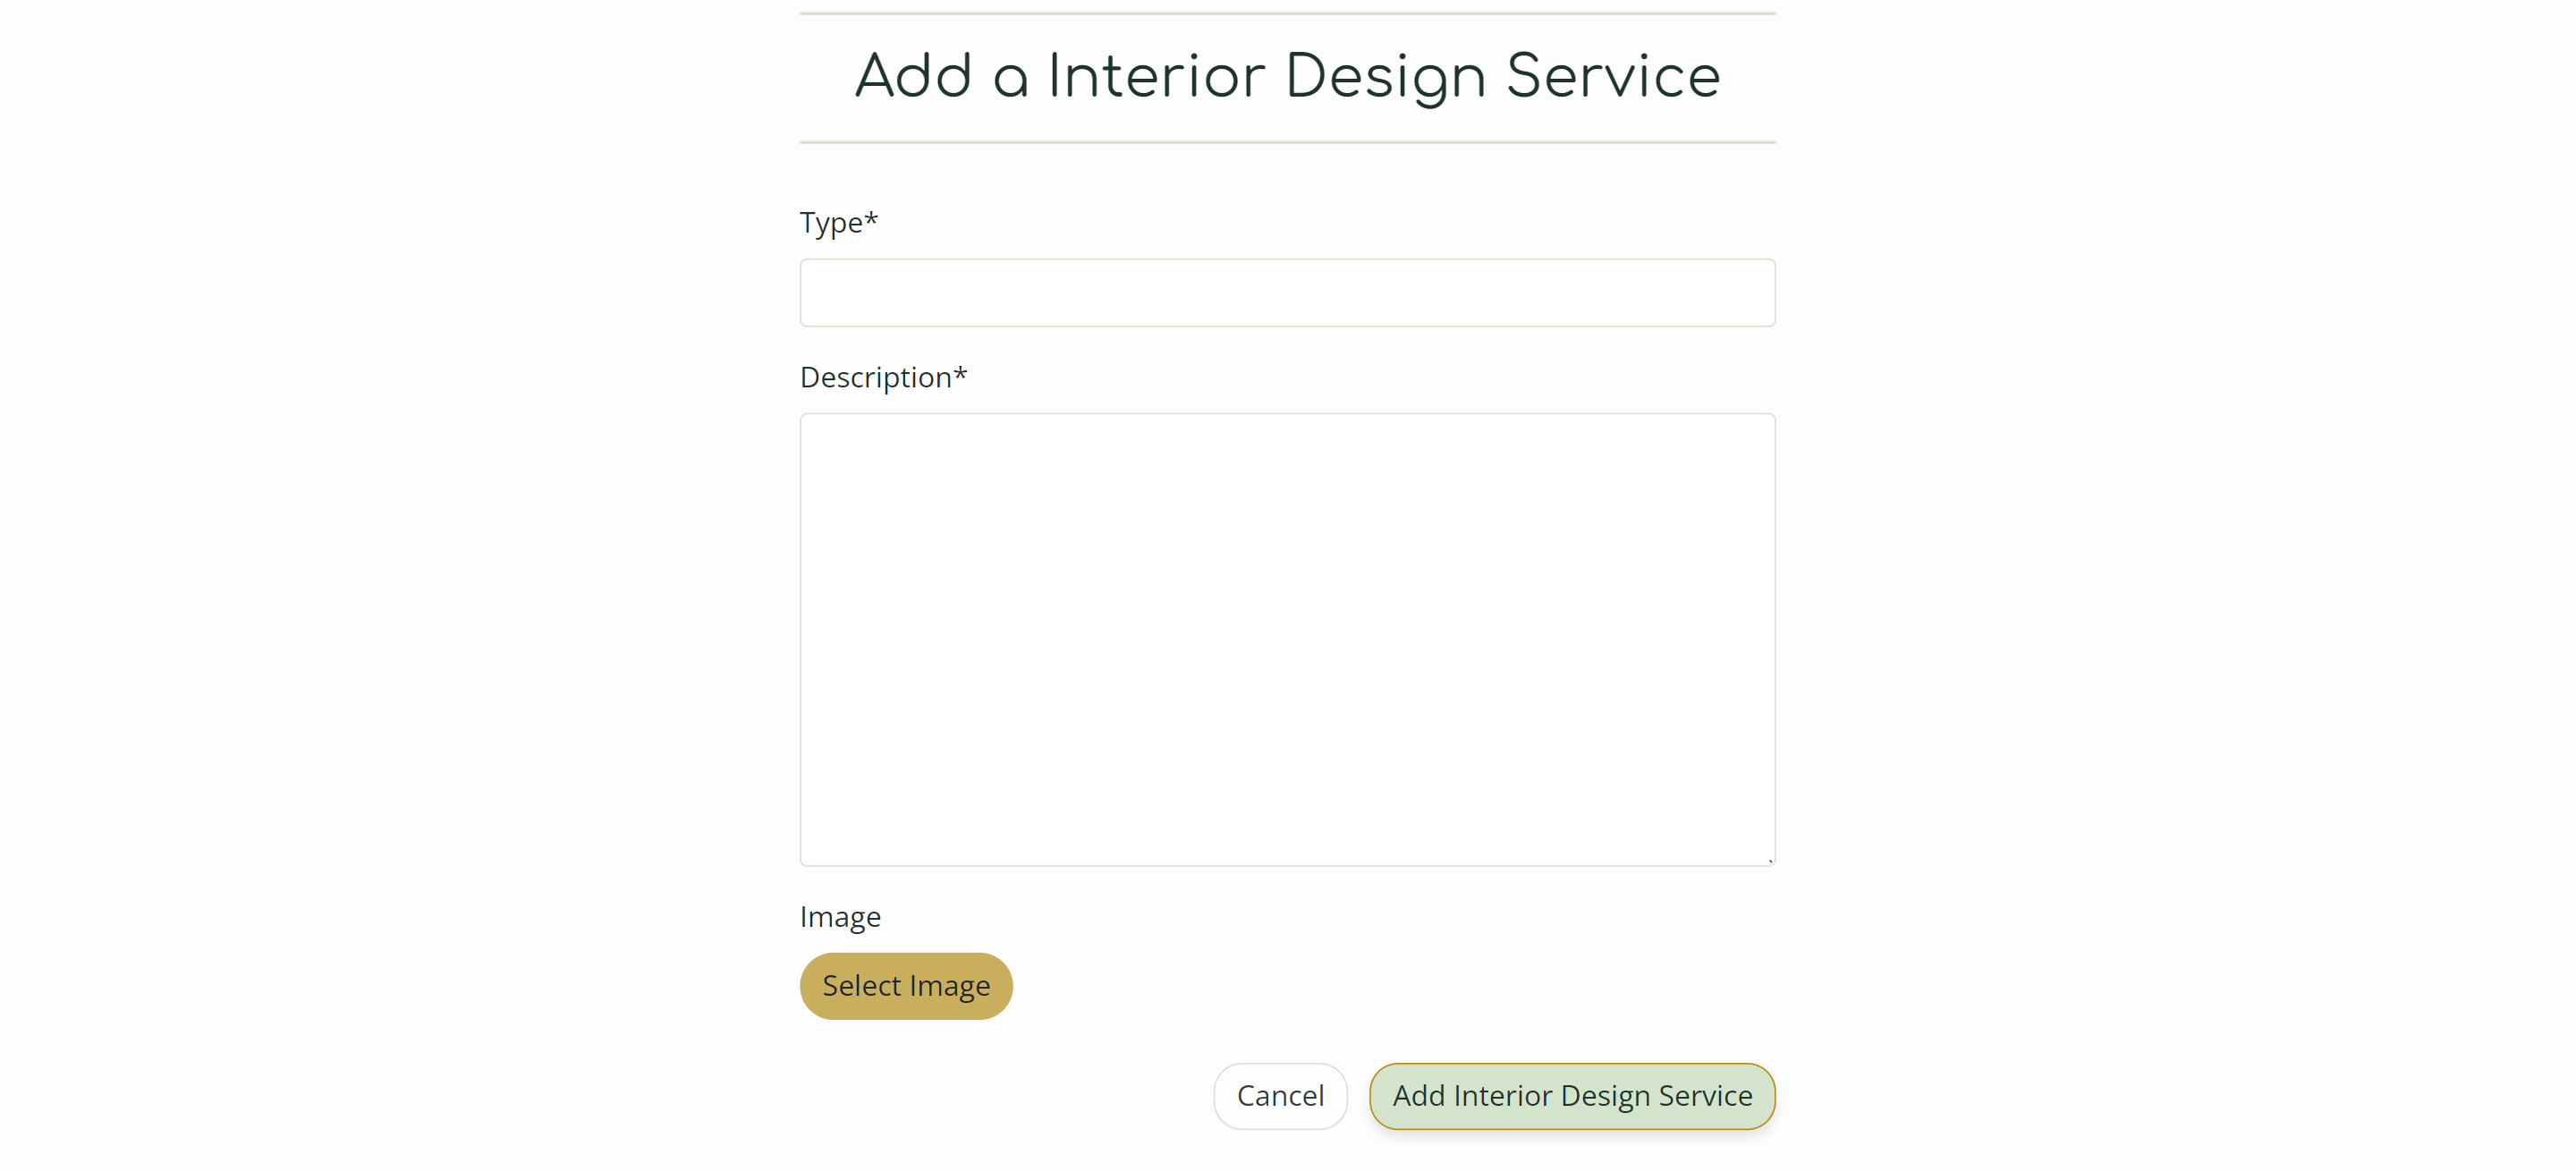 Add a Interior Design Service
Type*
Description*
Image
Select Image
Cancel
Add Interior Design Service